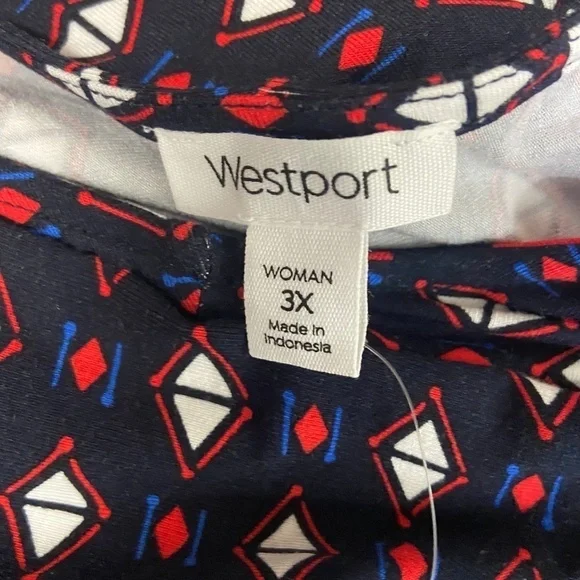 Westport
WOMAN
3X
Made in
Indonesia